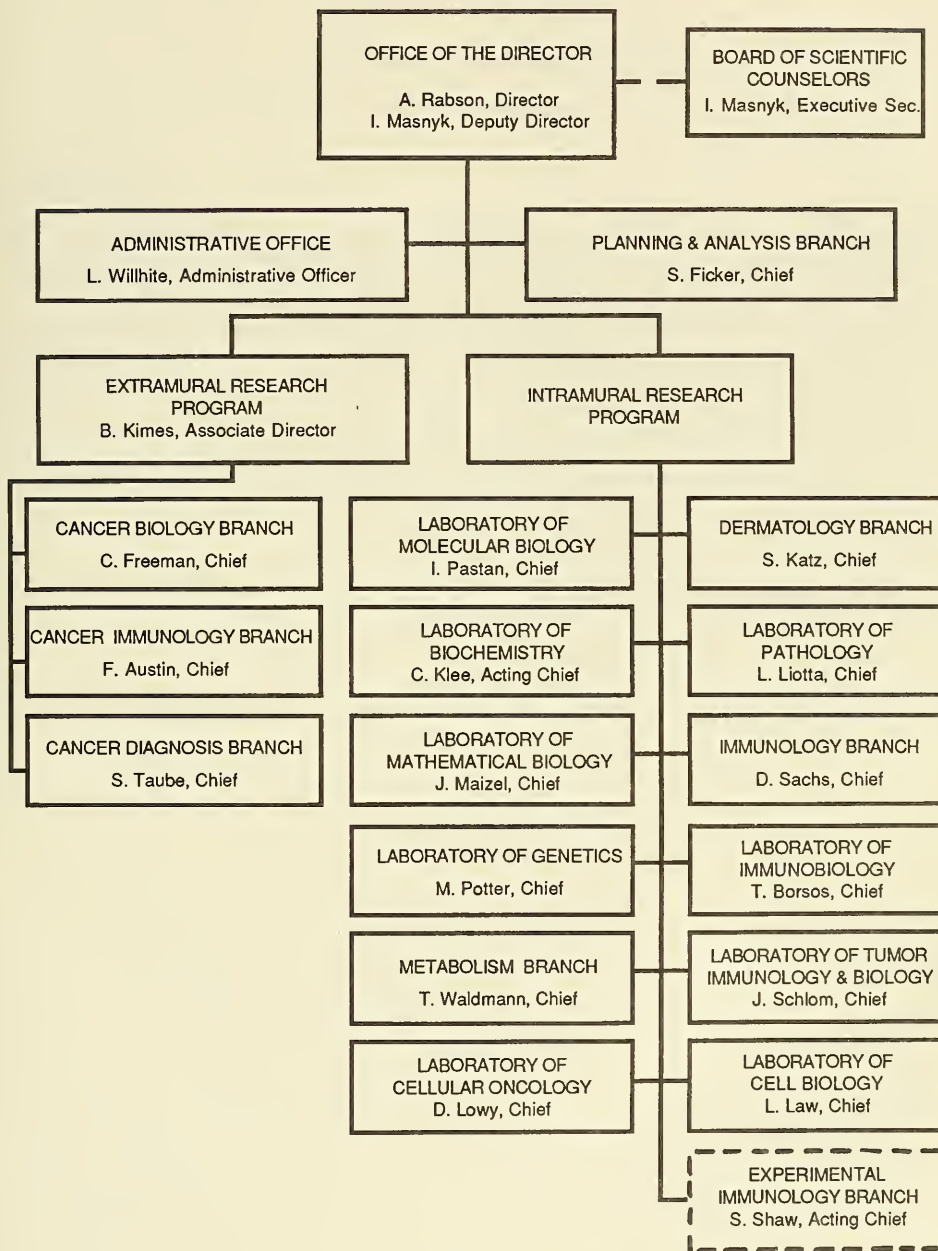 OFFICE OF THE DIRECTOR
A. Rabson, Director
I. Masnyk, Deputy Director
BOARD OF SCIENTIFIC
COUNSELORS
I. Masnyk, Executive Sec.
ADMINISTRATIVE OFFICE
L. Willhite, Administrative Officer
PLANNING & ANALYSIS BRANCH
S. Ficker, Chief
EXTRAMURAL RESEARCH
PROGRAM
B. Kimes, Associate Director
INTRAMURAL RESEARCH
PROGRAM
CANCER BIOLOGY BRANCH
C. Freeman, Chief
CANCER IMMUNOLOGY BRANCH
F. Austin, Chief
CANCER DIAGNOSIS BRANCH
S. Taube, Chief
LABORATORY OF
MOLECULAR BIOLOGY
I. Pastan, Chief
DERMATOLOGY BRANCH
S. Katz, Chief
LABORATORY OF
BIOCHEMISTRY
C. Klee, Acting Chief
LABORATORY OF
PATHOLOGY
L. Liotta, Chief
LABORATORY OF
MATHEMATICAL BIOLOGY
J. Maizel, Chief
IMMUNOLOGY BRANCH
D. Sachs, Chief
LABORATORY OF GENETICS
M. Potter, Chief
LABORATORY OF
IMMUNOBIOLOGY
T. Borsos, Chief
METABOLISM BRANCH
T. Waldmann, Chief
LABORATORY OF TUMOR
IMMUNOLOGY & BIOLOGY
J. Schlom, Chief
LABORATORY OF
CELLULAR ONCOLOGY
D. Lowy, Chief
LABORATORY OF
CELL BIOLOGY
L. Law, Chief
EXPERIMENTAL
IMMUNOLOGY BRANCH
S. Shaw, Acting Chief